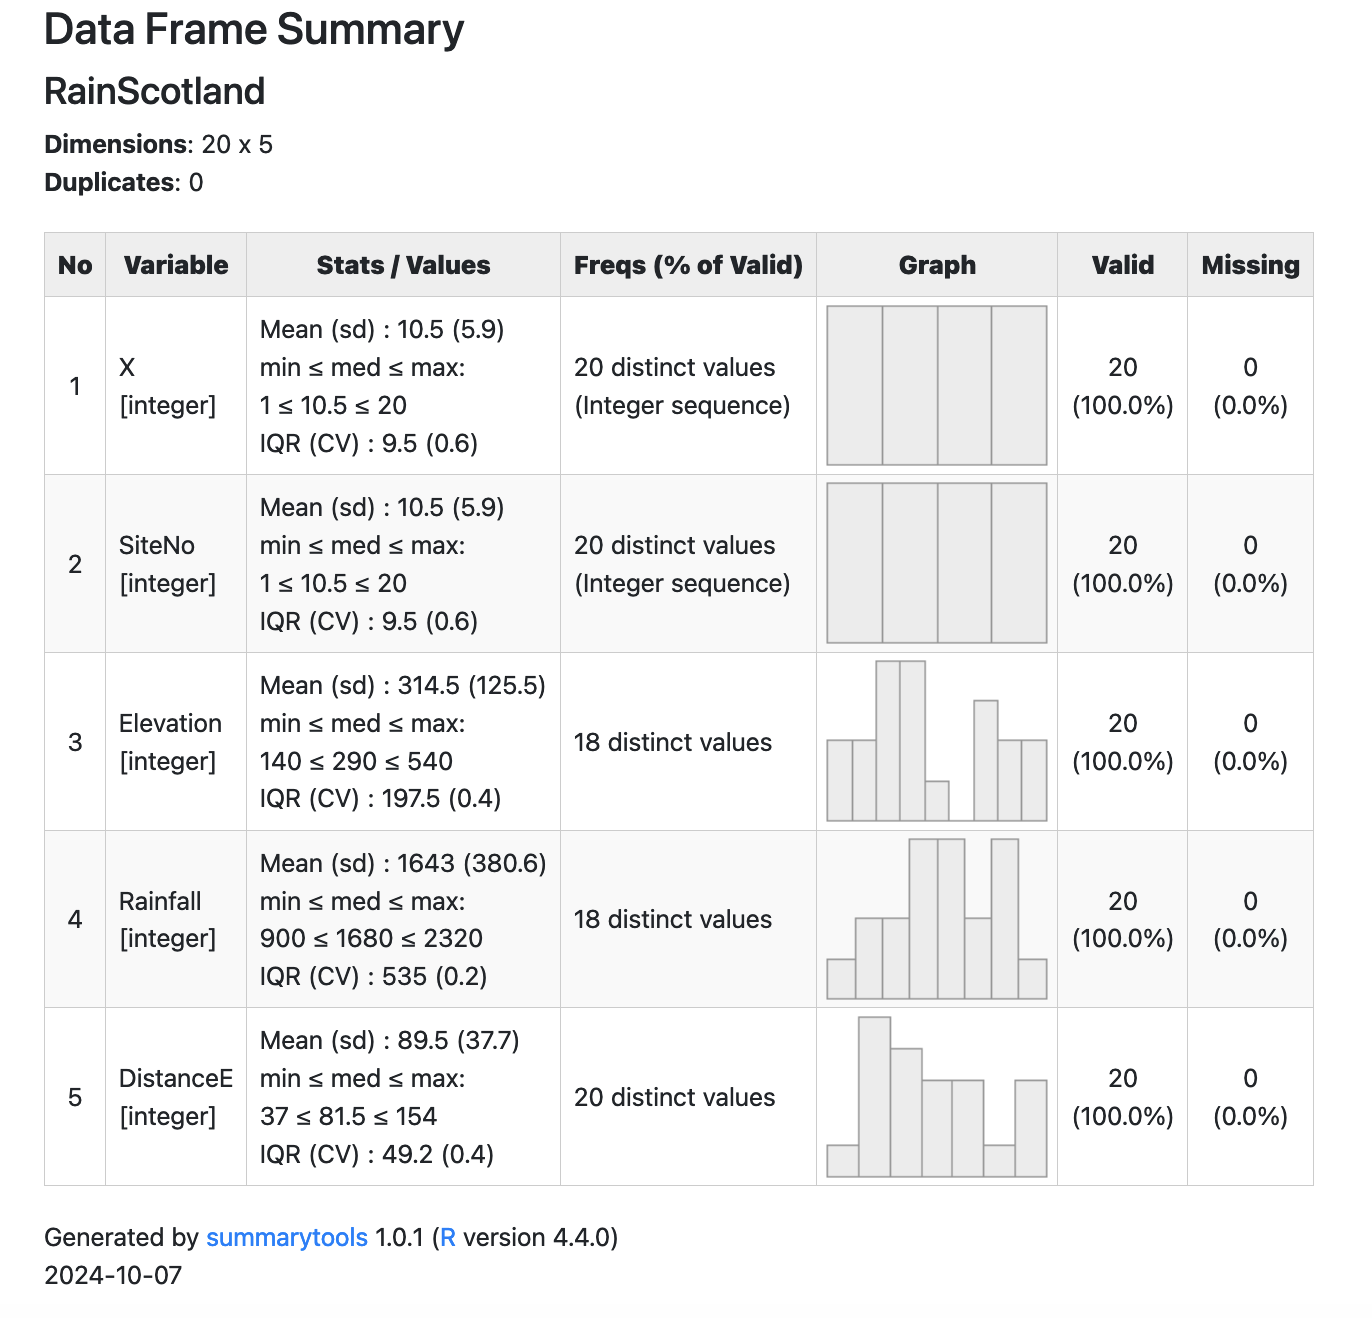 Data Frame Summary
RainScotland
Dimensions: 20 x 5
Duplicates: 0
No Variable Stats / Values Freqs (% of Valid) Graph Valid Missing
1
X
[integer]
Mean (sd) : 10.5 (5.9)
min ≤ med ≤ max:
1 ≤ 10.5 ≤ 20
IQR (CV) : 9.5 (0.6)
20 distinct values
(Integer sequence)
20
(100.0%)
0
(0.0%)
2
SiteNo
[integer]
Mean (sd) : 10.5 (5.9)
min ≤ med ≤ max:
1 ≤ 10.5 ≤ 20
IQR (CV) : 9.5 (0.6)
20 distinct values
(Integer sequence)
20
(100.0%)
0
(0.0%)
3
Elevation
[integer]
Mean (sd) : 314.5 (125.5)
min ≤ med ≤ max:
140 ≤ 290 ≤ 540
IQR (CV) : 197.5 (0.4)
18 distinct values
20
(100.0%)
0
(0.0%)
4
Rainfall
[integer]
Mean (sd) : 1643 (380.6)
min ≤ med ≤ max:
900 ≤ 1680 ≤ 2320
IQR (CV) : 535 (0.2)
18 distinct values
20
(100.0%)
0
(0.0%)
5
DistanceE
[integer]
Mean (sd) : 89.5 (37.7)
min ≤ med ≤ max:
37 ≤ 81.5 ≤ 154
IQR (CV) : 49.2 (0.4)
20 distinct values
20
(100.0%)
0
(0.0%)
Generated by summarytools 1.0.1 (R version 4.4.0)
2024-10-07